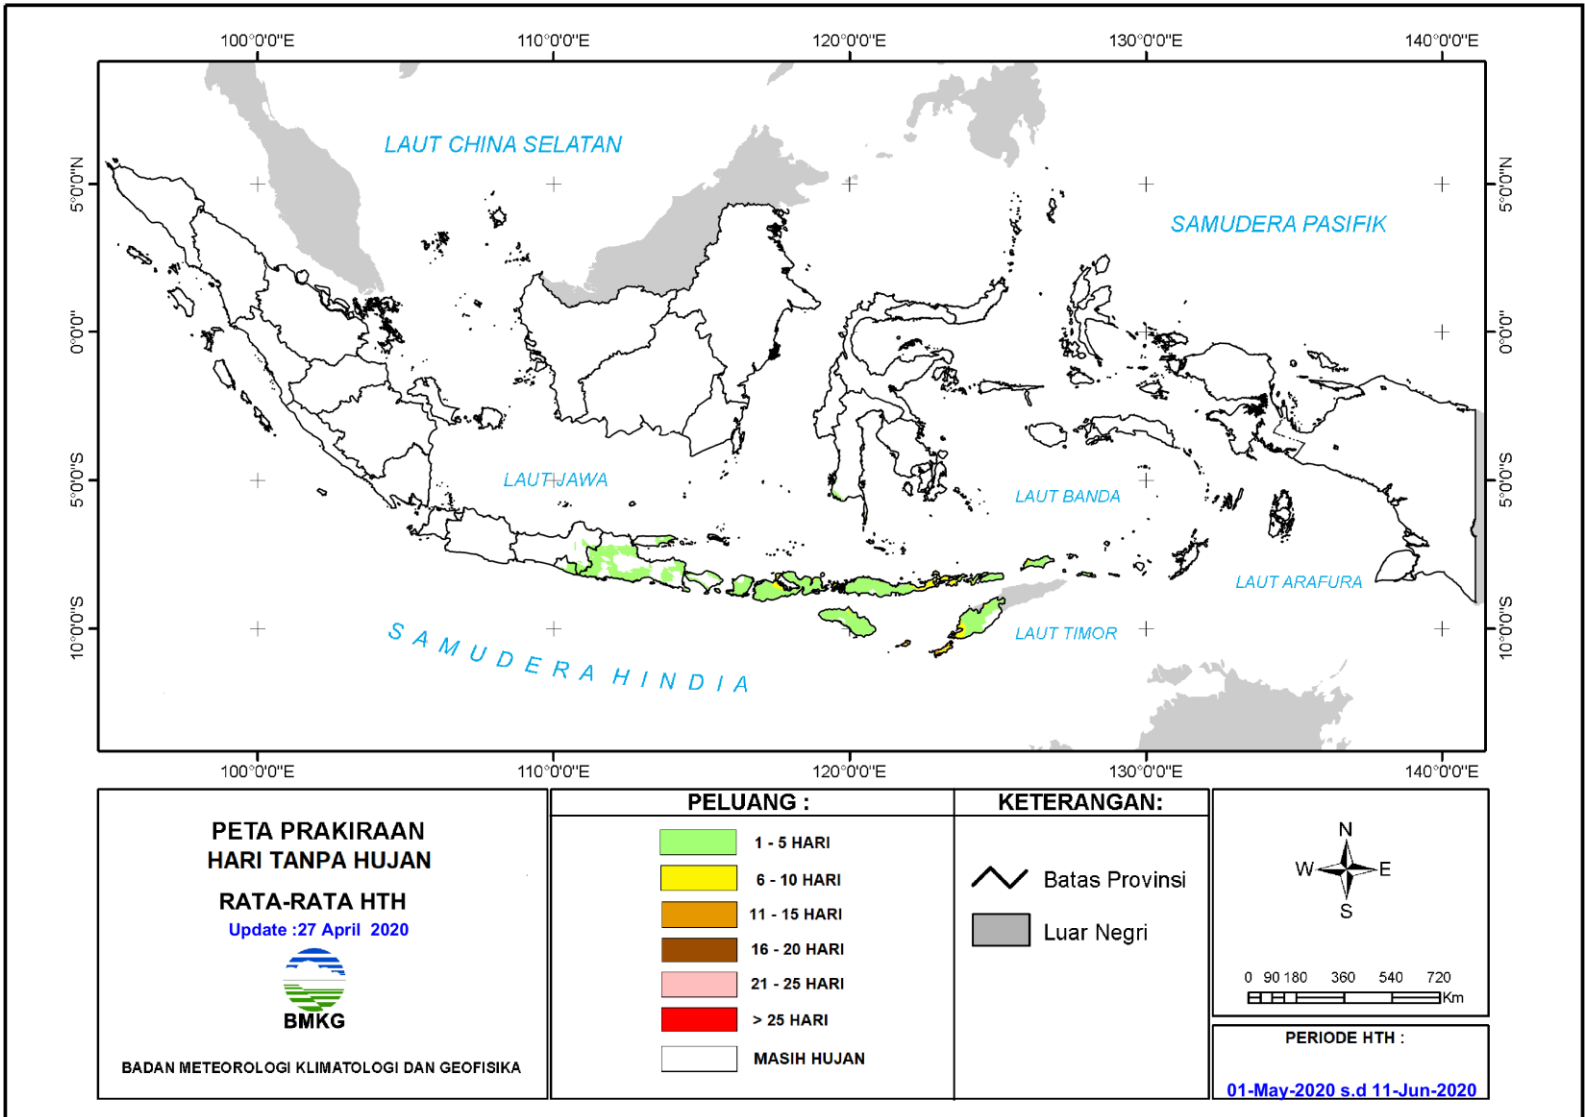 100°0'0"E 110°0'0"E 120°0'0"E 130°0'0"E 140°0'0"E
LAUT CHINA SELATAN
5°0'0"N 5°0'0"N
SAMUDERA PASIFIK
0°0'0" 0°0'0"
5°0'0"S 5°0'0"S
LAUT JAWA
LAUT BANDA
LAUT ARAFURA
10°0'0"S 10°0'0"S
LAUT TIMOR
SAMUDERA HINDIA
100°0'0"E 110°0'0"E 120°0'0"E 130°0'0"E 140°0'0"E
PETA PRAKIRAAN
HARI TANPA HUJAN
RATA-RATA HTH
Update :27 April 2020
BMKG
BADAN METEOROLOGI KLIMATOLOGI DAN GEOFISIKA
PELUANG :
1 - 5 HARI
6 - 10 HARI
11 - 15 HARI
16 - 20 HARI
21 - 25 HARI
> 25 HARI
MASIH HUJAN
KETERANGAN:
Batas Provinsi
Luar Negri
N
W E
S
0 90 180 360 540 720
Km
PERIODE HTH :
01-May-2020 s.d 11-Jun-2020